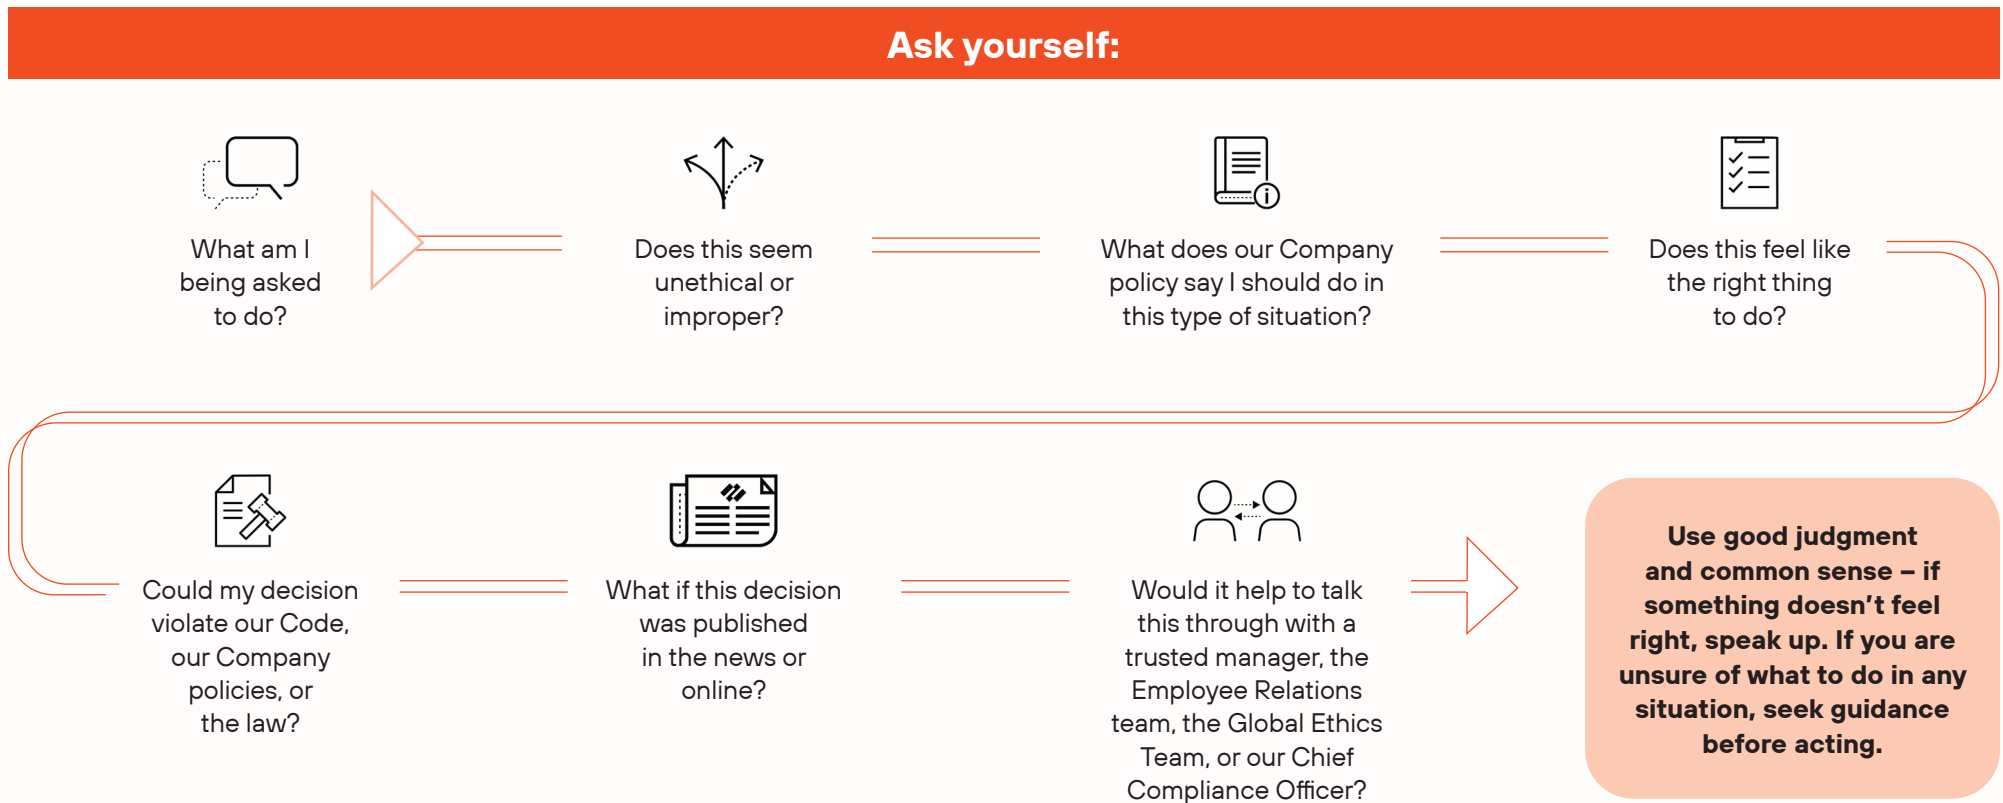 Ask yourself:
What am I
being asked
to do?
Does this seem
unethical or
improper?
What does our Company
policy say I should do in
this type of situation?
Does this feel like
the right thing
to do?
Could my decision
violate our Code,
our Company
policies, or
the law?
What if this decision
was published
in the news or
online?
Would it help to talk
this through with a
trusted manager, the
Employee Relations
team, the Global Ethics
Team, or our Chief
Compliance Officer?
Use good judgment
and common sense – if
something doesn’t feel
right, speak up. If you are
unsure of what to do in any
situation, seek guidance
before acting.